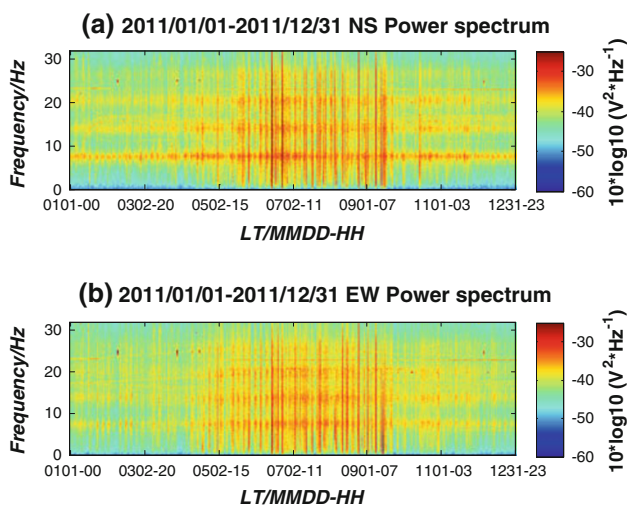 (a) 2011/01/01-2011/12/31 NS Power spectrum
Frequency/Hz
30
20
10
0
0101-00 0302-20 0502-15 0702-11 0901-07 1101-03 1231-23
LT/MMDD-HH
-30
-40
-50
-60
10*log10 (V²*Hz⁻¹)
(b) 2011/01/01-2011/12/31 EW Power spectrum
Frequency/Hz
30
20
10
0
0101-00 0302-20 0502-15 0702-11 0901-07 1101-03 1231-23
LT/MMDD-HH
-30
-40
-50
-60
10*log10 (V²*Hz⁻¹)